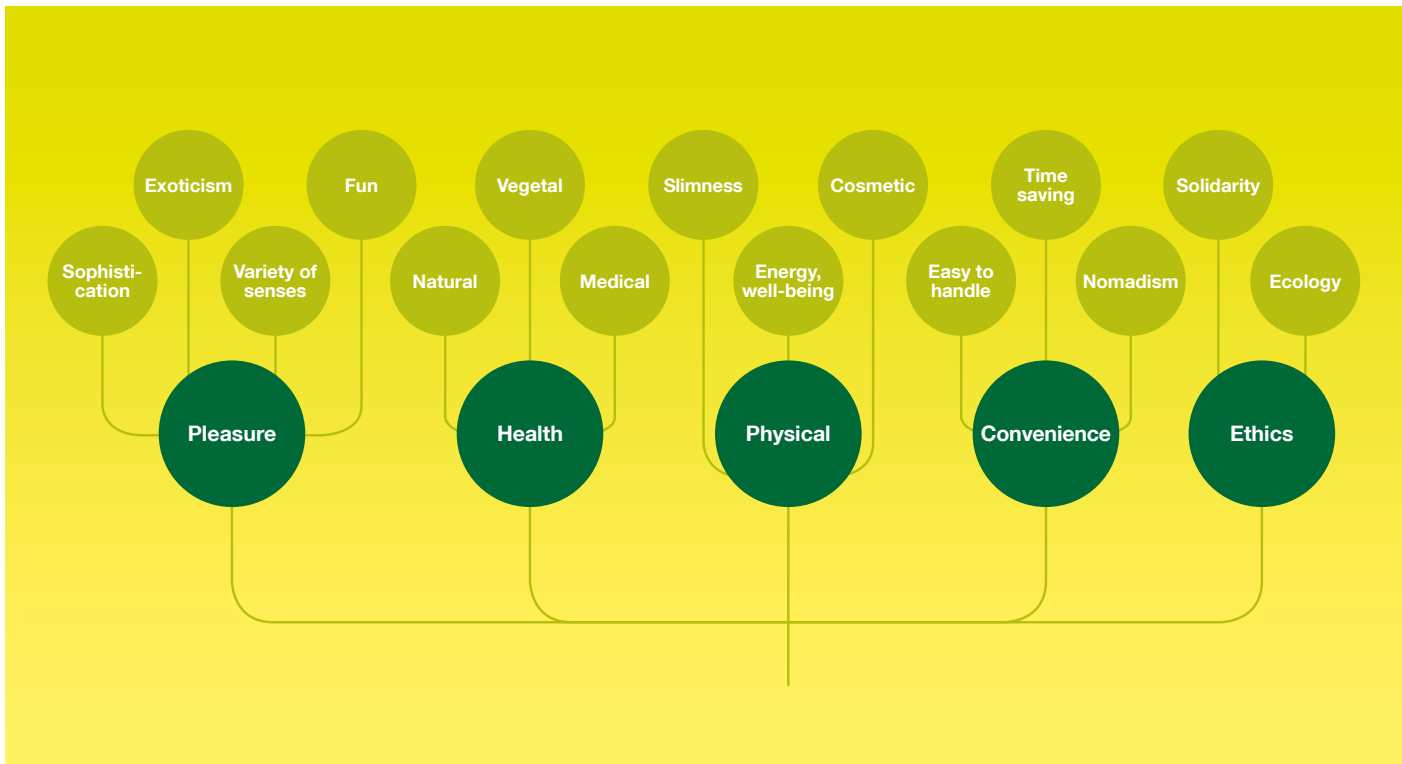 Exoticism
Fun
Vegetal
Slimness
Cosmetic
Time
saving
Solidarity
Sophisti-
cation
Variety of
senses
Natural
Medical
Energy,
well-being
Easy to
handle
Nomadism
Ecology
Pleasure
Health
Physical
Convenience
Ethics